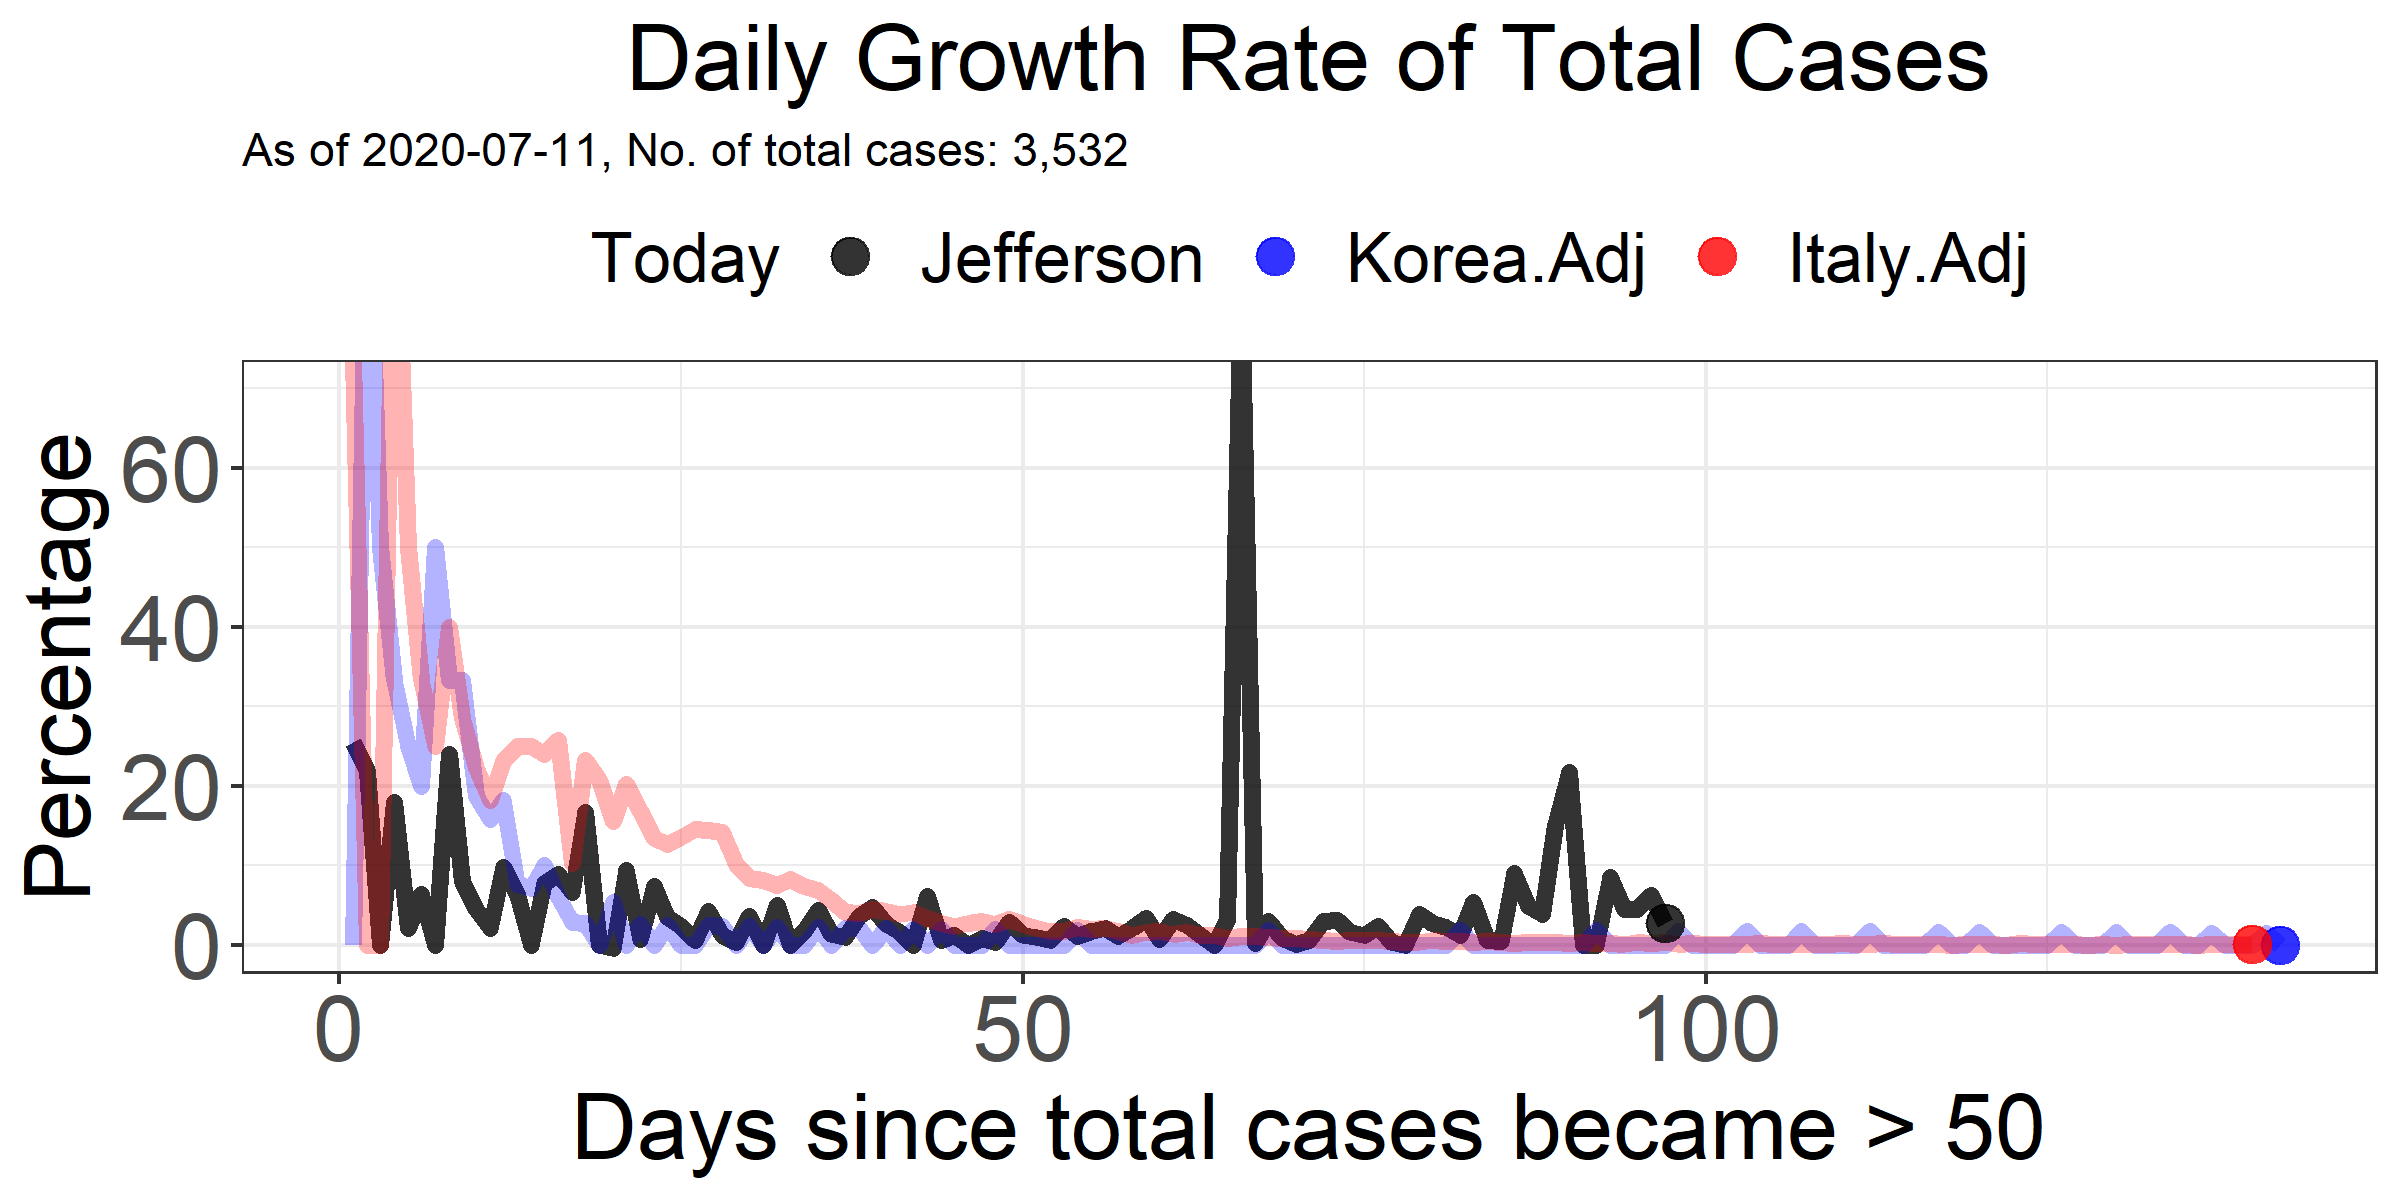 Daily Growth Rate of Total Cases
As of 2020-07-11, No. of total cases: 3,532
Today Jefferson Korea.Adj Italy.Adj
Percentage
60
40
20
0
0 50 100
Days since total cases became > 50